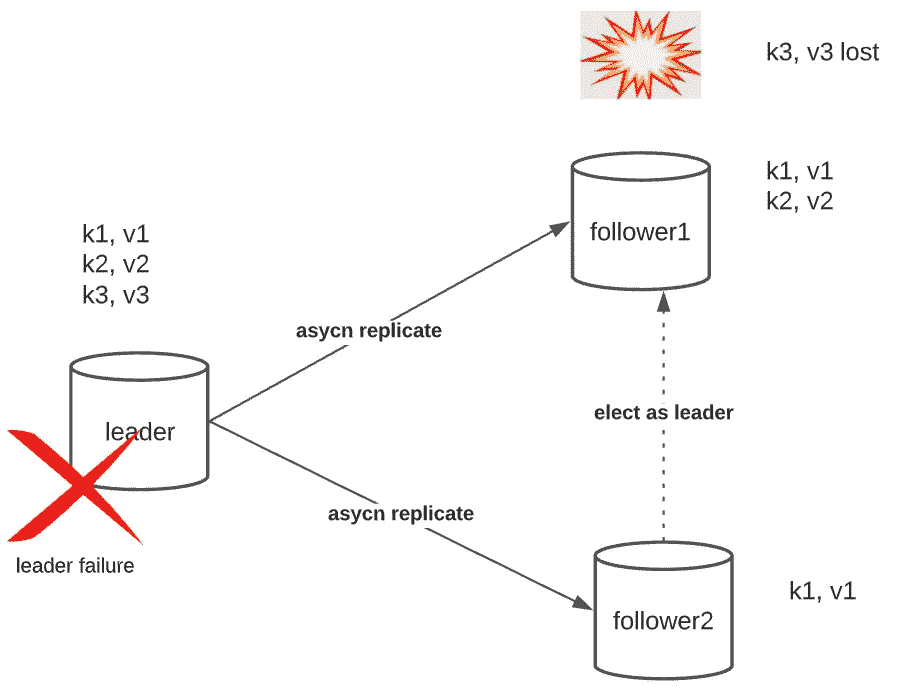 k3, v3 lost
k1, v1
k2, v2
follower1
k1, v1
k2, v2
k3, v3
asycn replicate
leader
elect as leader
asycn replicate
leader failure
k1, v1
follower2